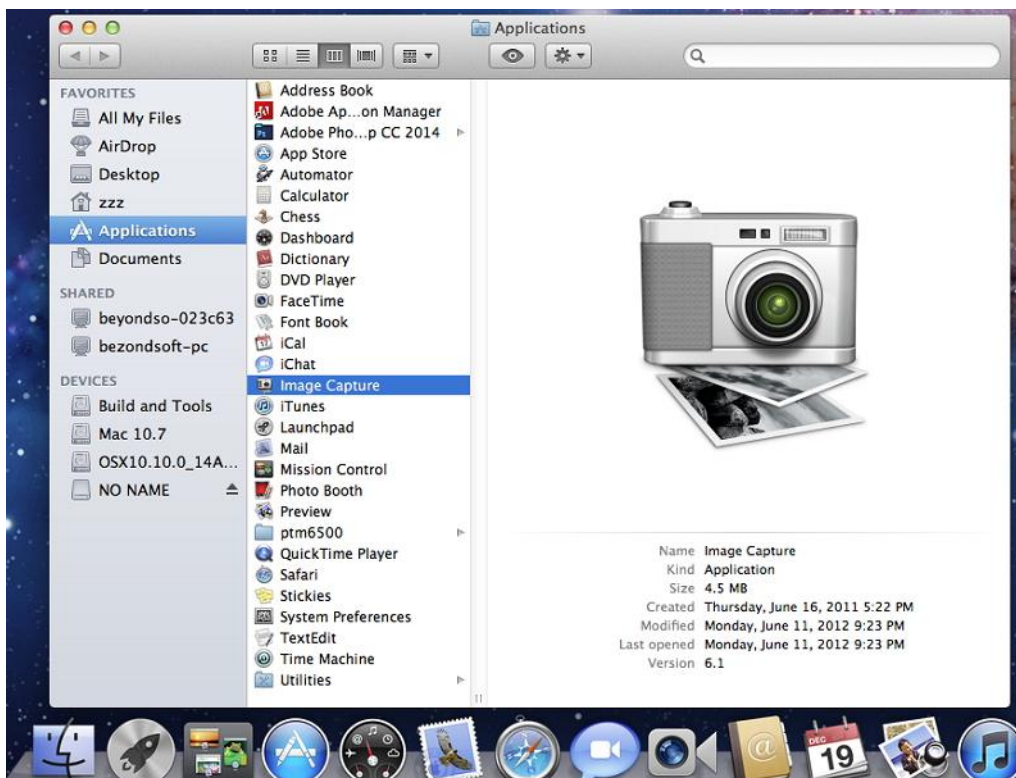 Applications
FAVORITES
All My Files
AirDrop
Desktop
zzz
Applications
Documents
SHARED
beyondso-023c63
bezondsoft-pc
DEVICES
Build and Tools
Mac 10.7
OSX10.10.0_14A...
NO NAME
Address Book
Adobe Ap...on Manager
Adobe Pho...p CC 2014
App Store
Automator
Calculator
Chess
Dashboard
Dictionary
DVD Player
FaceTime
Font Book
iCal
iChat
Image Capture
iTunes
Launchpad
Mail
Mission Control
Photo Booth
Preview
ptm6500
QuickTime Player
Safari
Stickies
System Preferences
TextEdit
Time Machine
Utilities
Name Image Capture
Kind Application
Size 4.5 MB
Created Thursday, June 16, 2011 5:22 PM
Modified Monday, June 11, 2012 9:23 PM
Last opened Monday, June 11, 2012 9:23 PM
Version 6.1
DEC
19